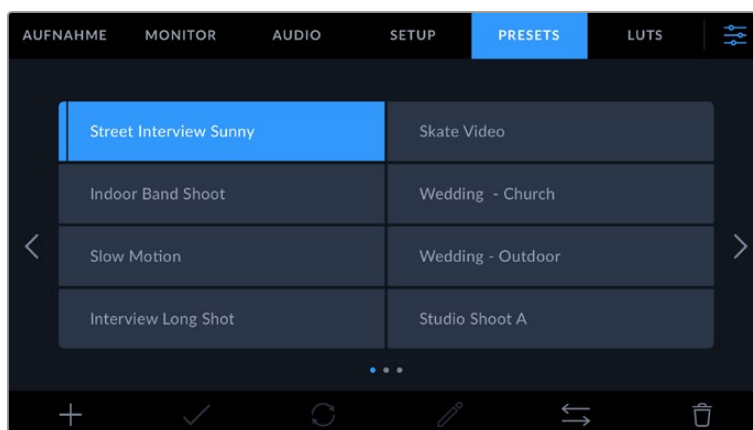 AUFNAHME MONITOR AUDIO SETUP PRESETS LUTS
Street Interview Sunny Skate Video
Indoor Band Shoot Wedding - Church
Slow Motion Wedding - Outdoor
Interview Long Shot Studio Shoot A